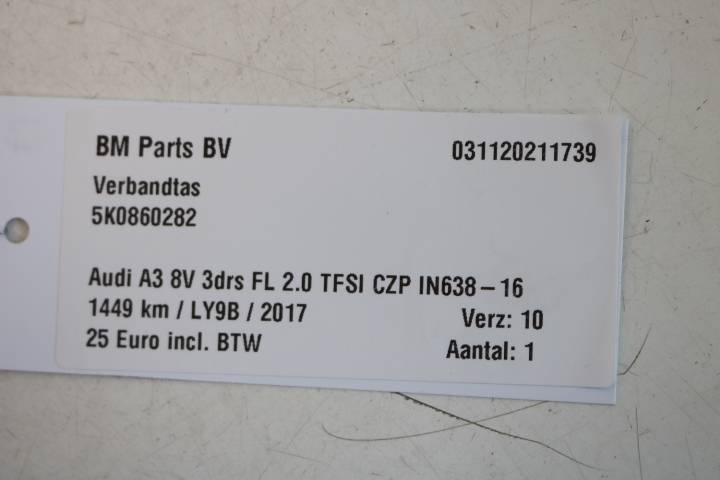 BM Parts BV 031120211739
Verbandtas
5K0860282
Audi A3 8V 3drs FL 2.0 TFSI CZP IN638-16
1449 km / LY9B / 2017 Verz: 10
25 Euro incl. BTW Aantal: 1